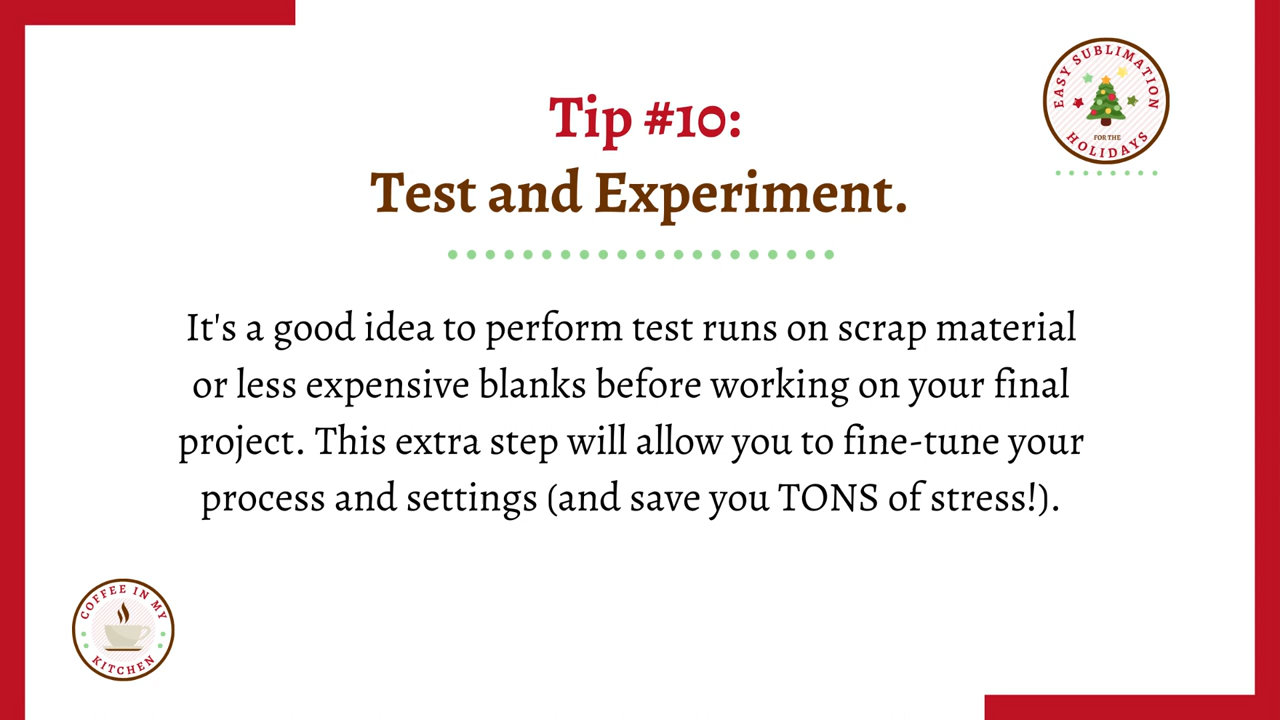 EASY SUBLIMATION
FOR THE
HOLIDAYS
Tip #10:
Test and Experiment.
It's a good idea to perform test runs on scrap material
or less expensive blanks before working on your final
project. This extra step will allow you to fine-tune your
process and settings (and save you TONS of stress!).
COFFEE IN MY
KITCHEN